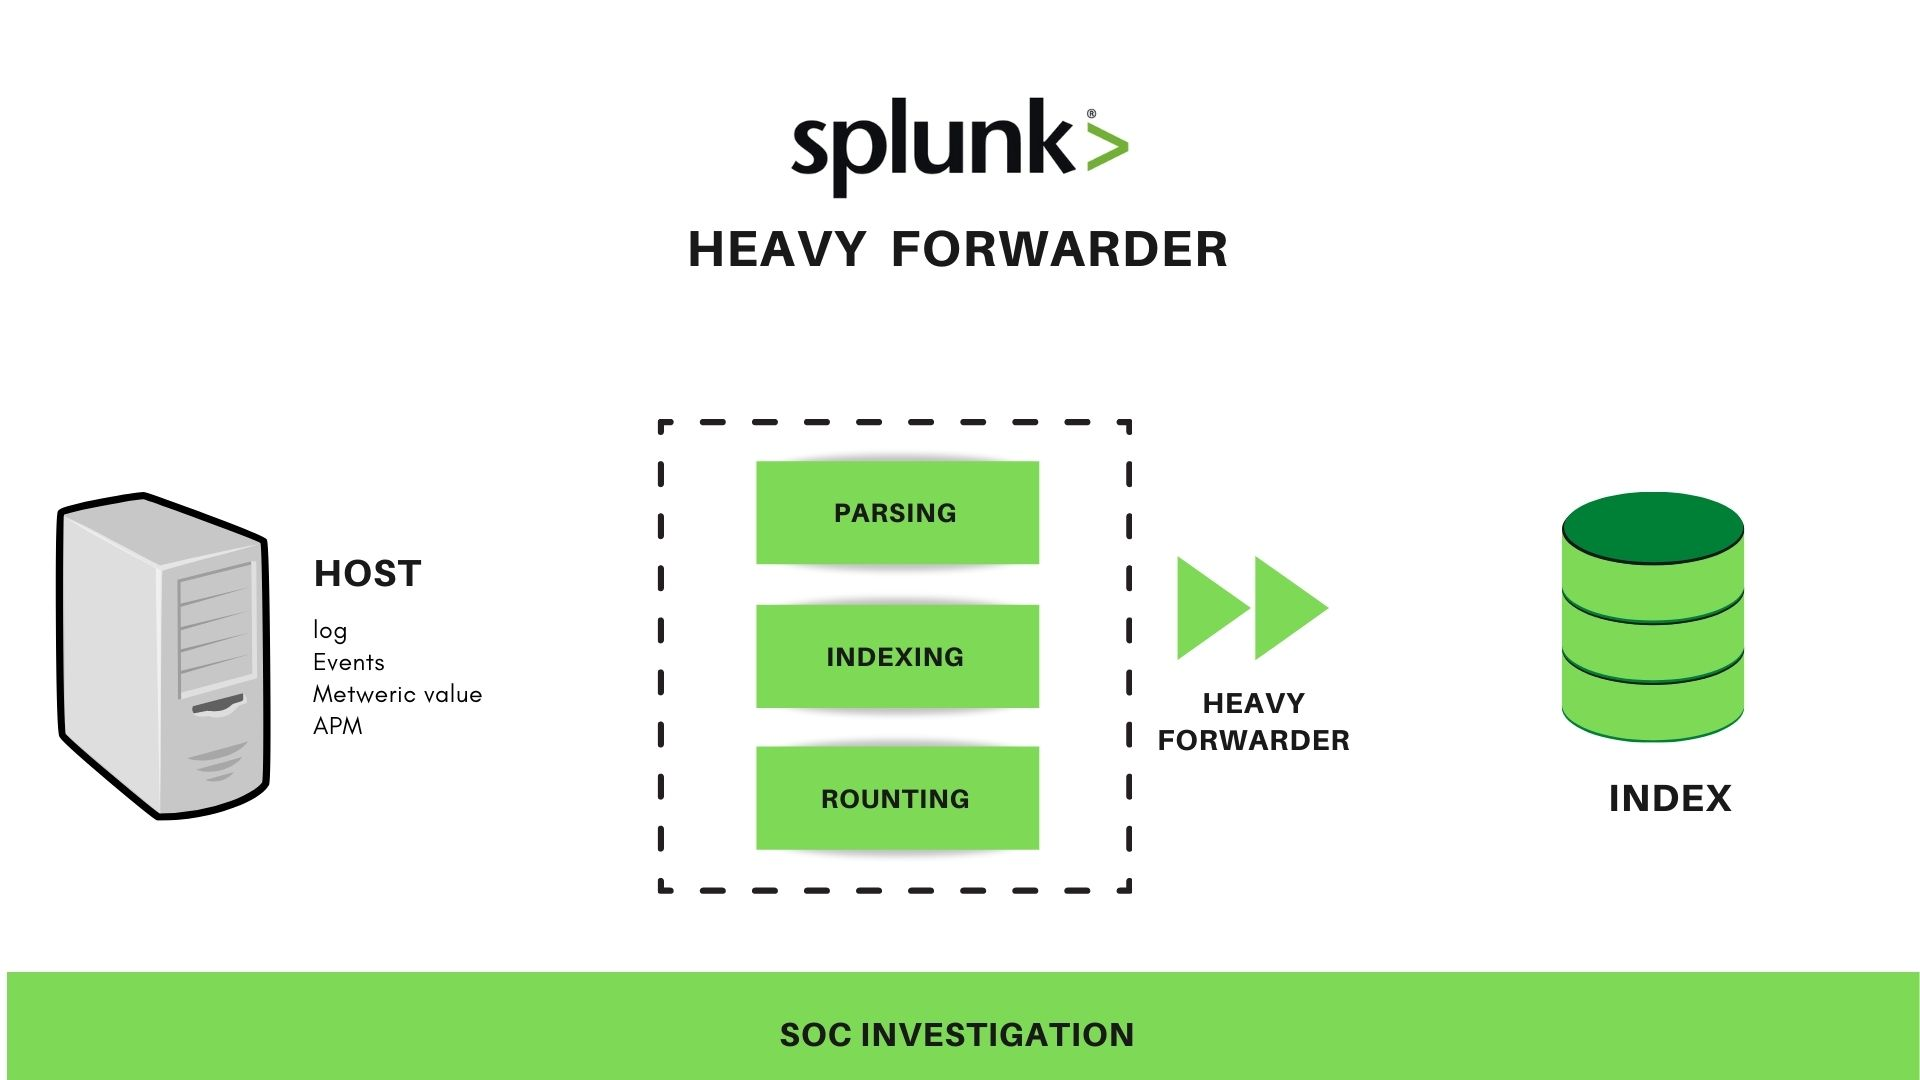 splunk>®
HEAVY FORWARDER
HOST
log
Events
Metweric value
APM
PARSING
INDEXING
ROUNTING
HEAVY
FORWARDER
INDEX
SOC INVESTIGATION